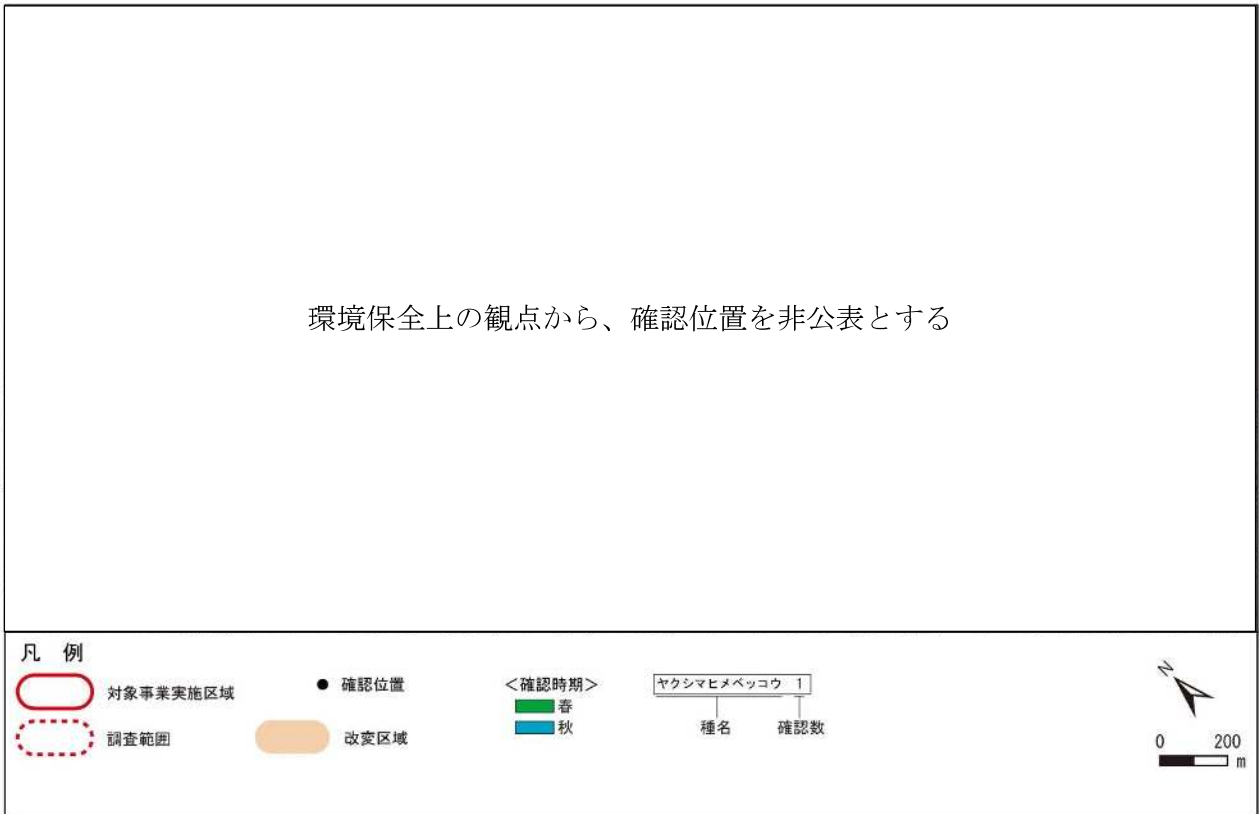 環境保全上の観点から、確認位置を非公表とする
凡 例
対象事業実施区域
調査範囲
確認位置
改変区域
＜確認時期＞
春
秋
ヤクシマヒメベッコウ 1
種名 確認数
N
0 200
m